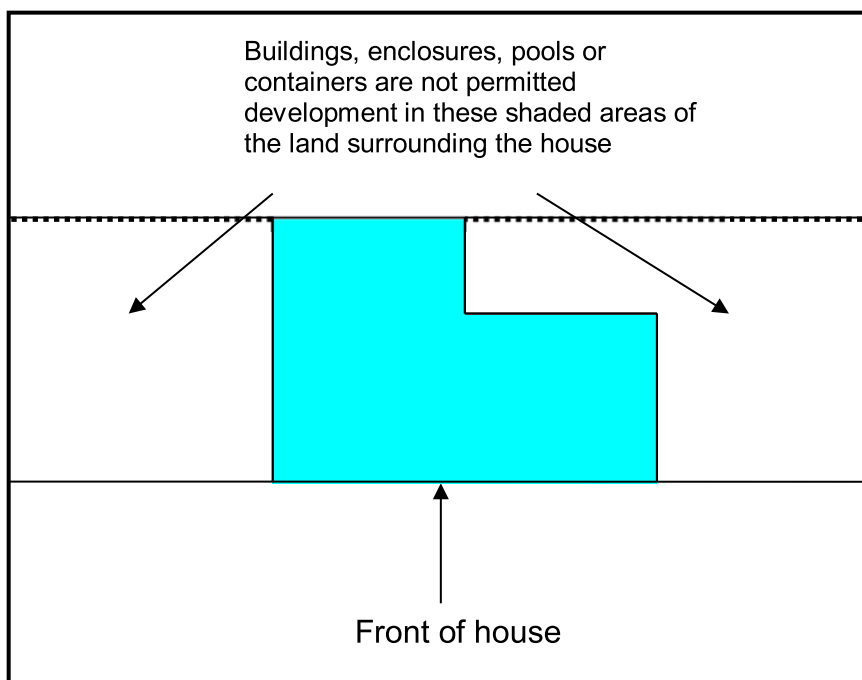 Buildings, enclosures, pools or
containers are not permitted
development in these shaded areas of
the land surrounding the house
Front of house